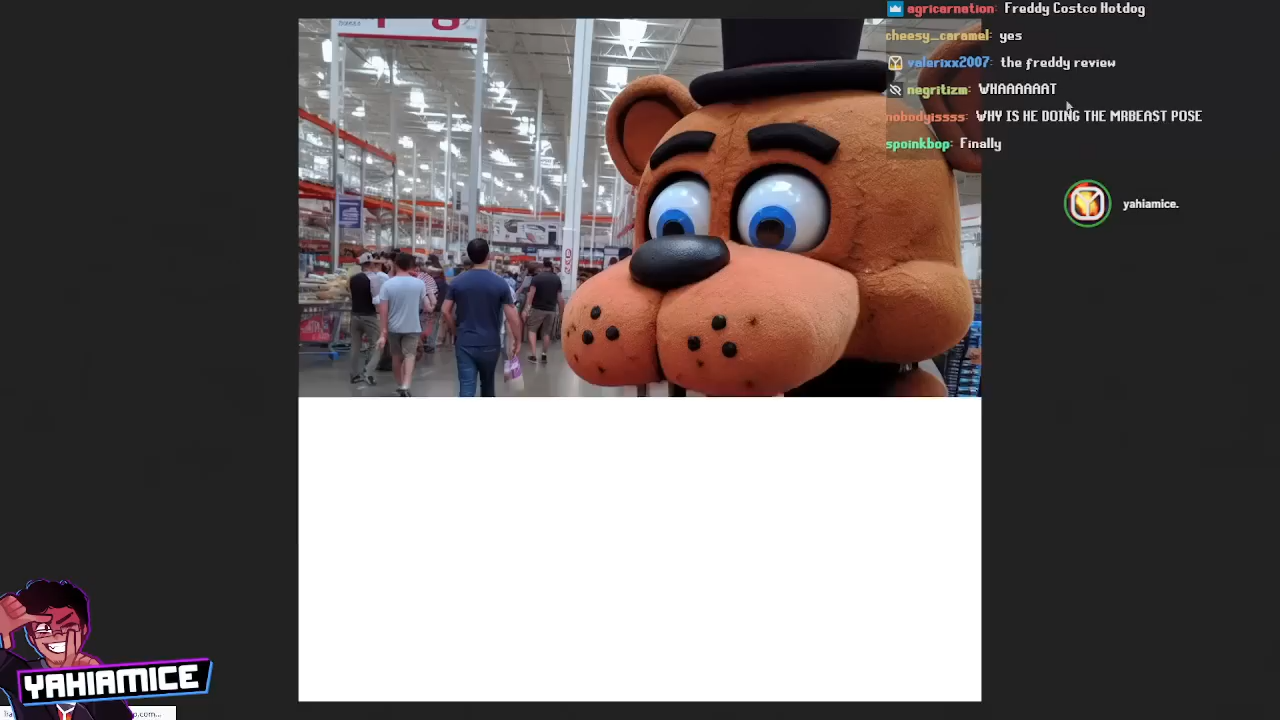 agricarnation: Freddy Costco Hotdog
cheesy_caramel: yes
valerixx2007: the freddy review
negritizm: WHAAAAAAT
nobodyissss: WHY IS HE DOING THE MRBEAST POSE
spoinkbop: Finally
yahiamice.
YAHIAMICE